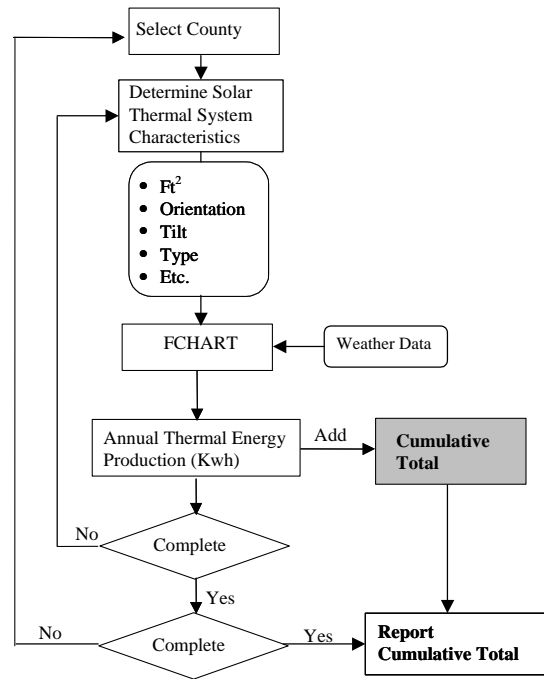 Select County
Determine Solar
Thermal System
Characteristics
• Ft²
• Orientation
• Tilt
• Type
• Etc.
FCHART
Weather Data
Annual Thermal Energy
Production (Kwh)
Add
Cumulative
Total
No
Complete
Yes
No
Complete
Yes
Report
Cumulative Total